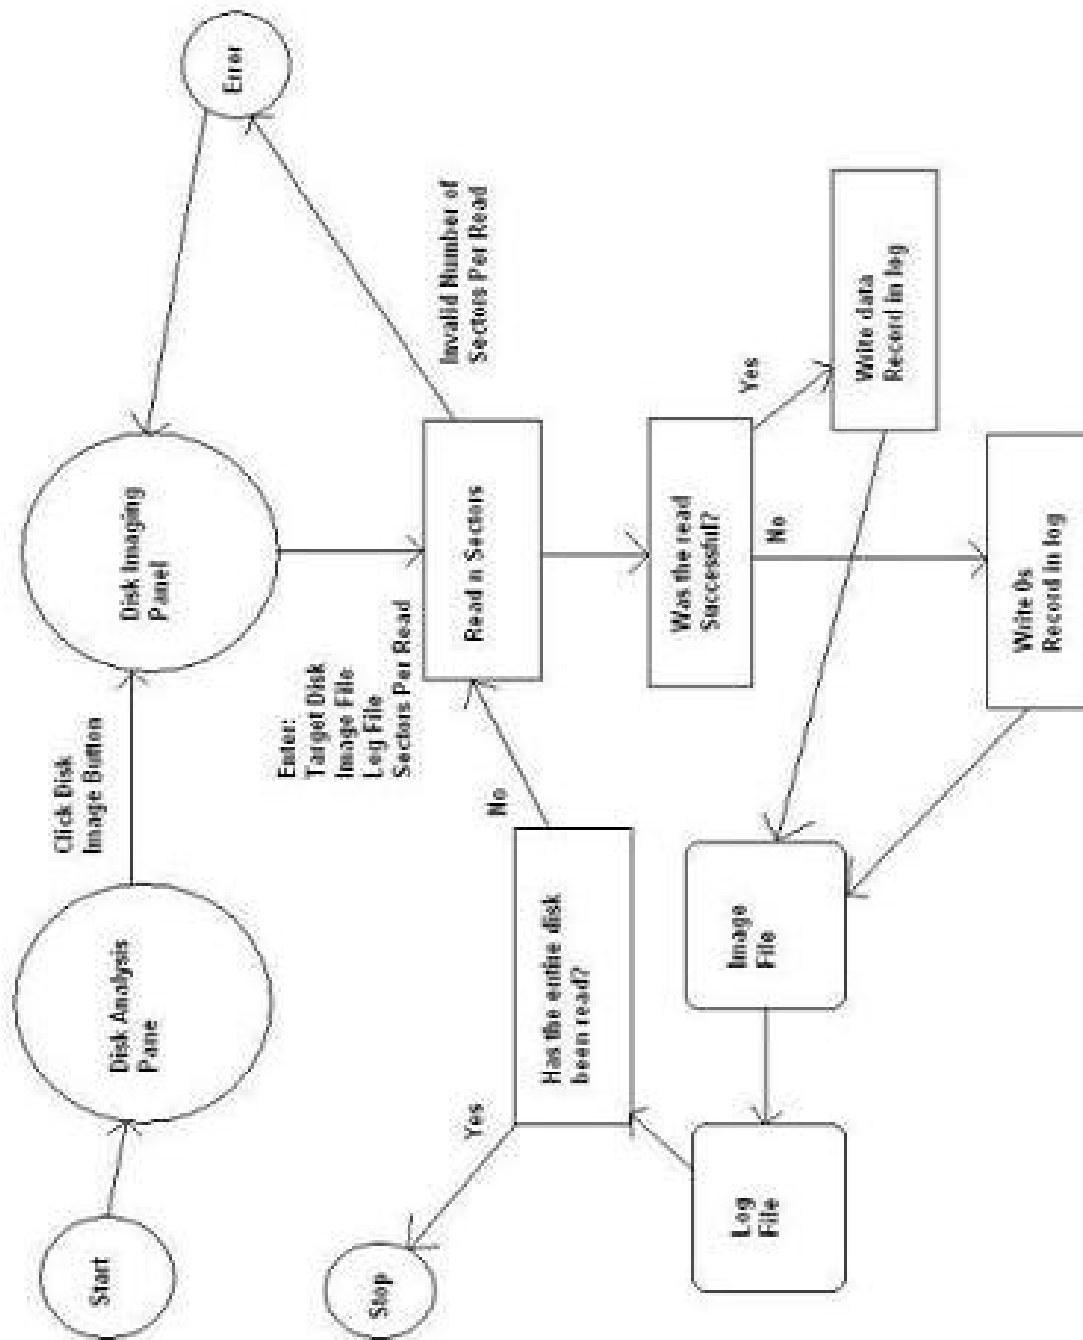 Start
Disk Analysis
Pane
Click Disk
Image Button
Disk Imaging
Panel
Error
Enter:
Target Disk
Image File
Log File
Sectors Per Read
Invalid Number of
Sectors Per Read
Read n Sectors
Stop
Yes
Has the entire disk
been read?
No
Was the read
Successful?
Yes
No
Write data
Record in log
Log
File
Image
File
Write 0s
Record in log